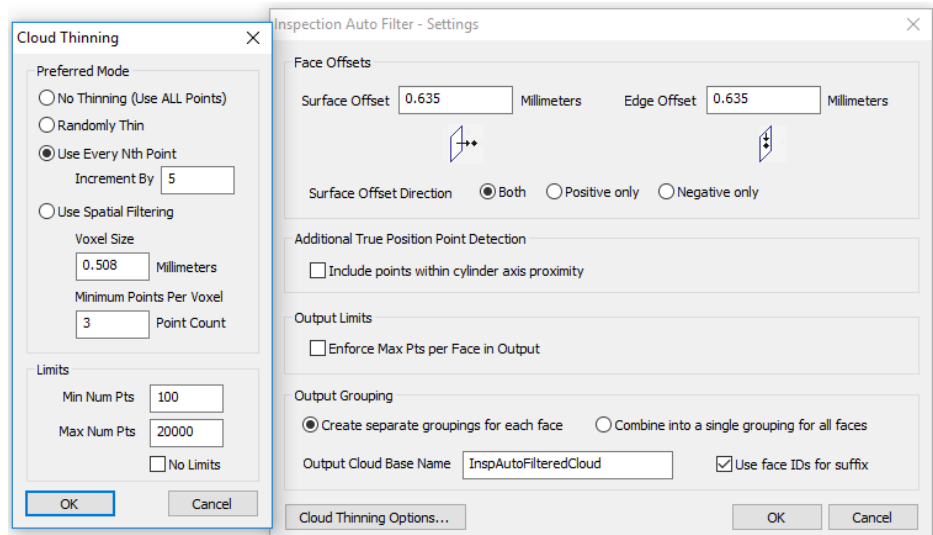 Cloud Thinning
Preferred Mode
No Thinning (Use ALL Points)
Randomly Thin
Use Every Nth Point
Increment By 5
Use Spatial Filtering
Voxel Size
0.508 Millimeters
Minimum Points Per Voxel
3 Point Count
Limits
Min Num Pts 100
Max Num Pts 20000
No Limits
OK Cancel
Inspection Auto Filter - Settings
Face Offsets
Surface Offset 0.635 Millimeters Edge Offset 0.635 Millimeters
Surface Offset Direction Both Positive only Negative only
Additional True Position Point Detection
Include points within cylinder axis proximity
Output Limits
Enforce Max Pts per Face in Output
Output Grouping
Create separate groupings for each face Combine into a single grouping for all faces
Output Cloud Base Name InspAutoFilteredCloud Use face IDs for suffix
Cloud Thinning Options... OK Cancel